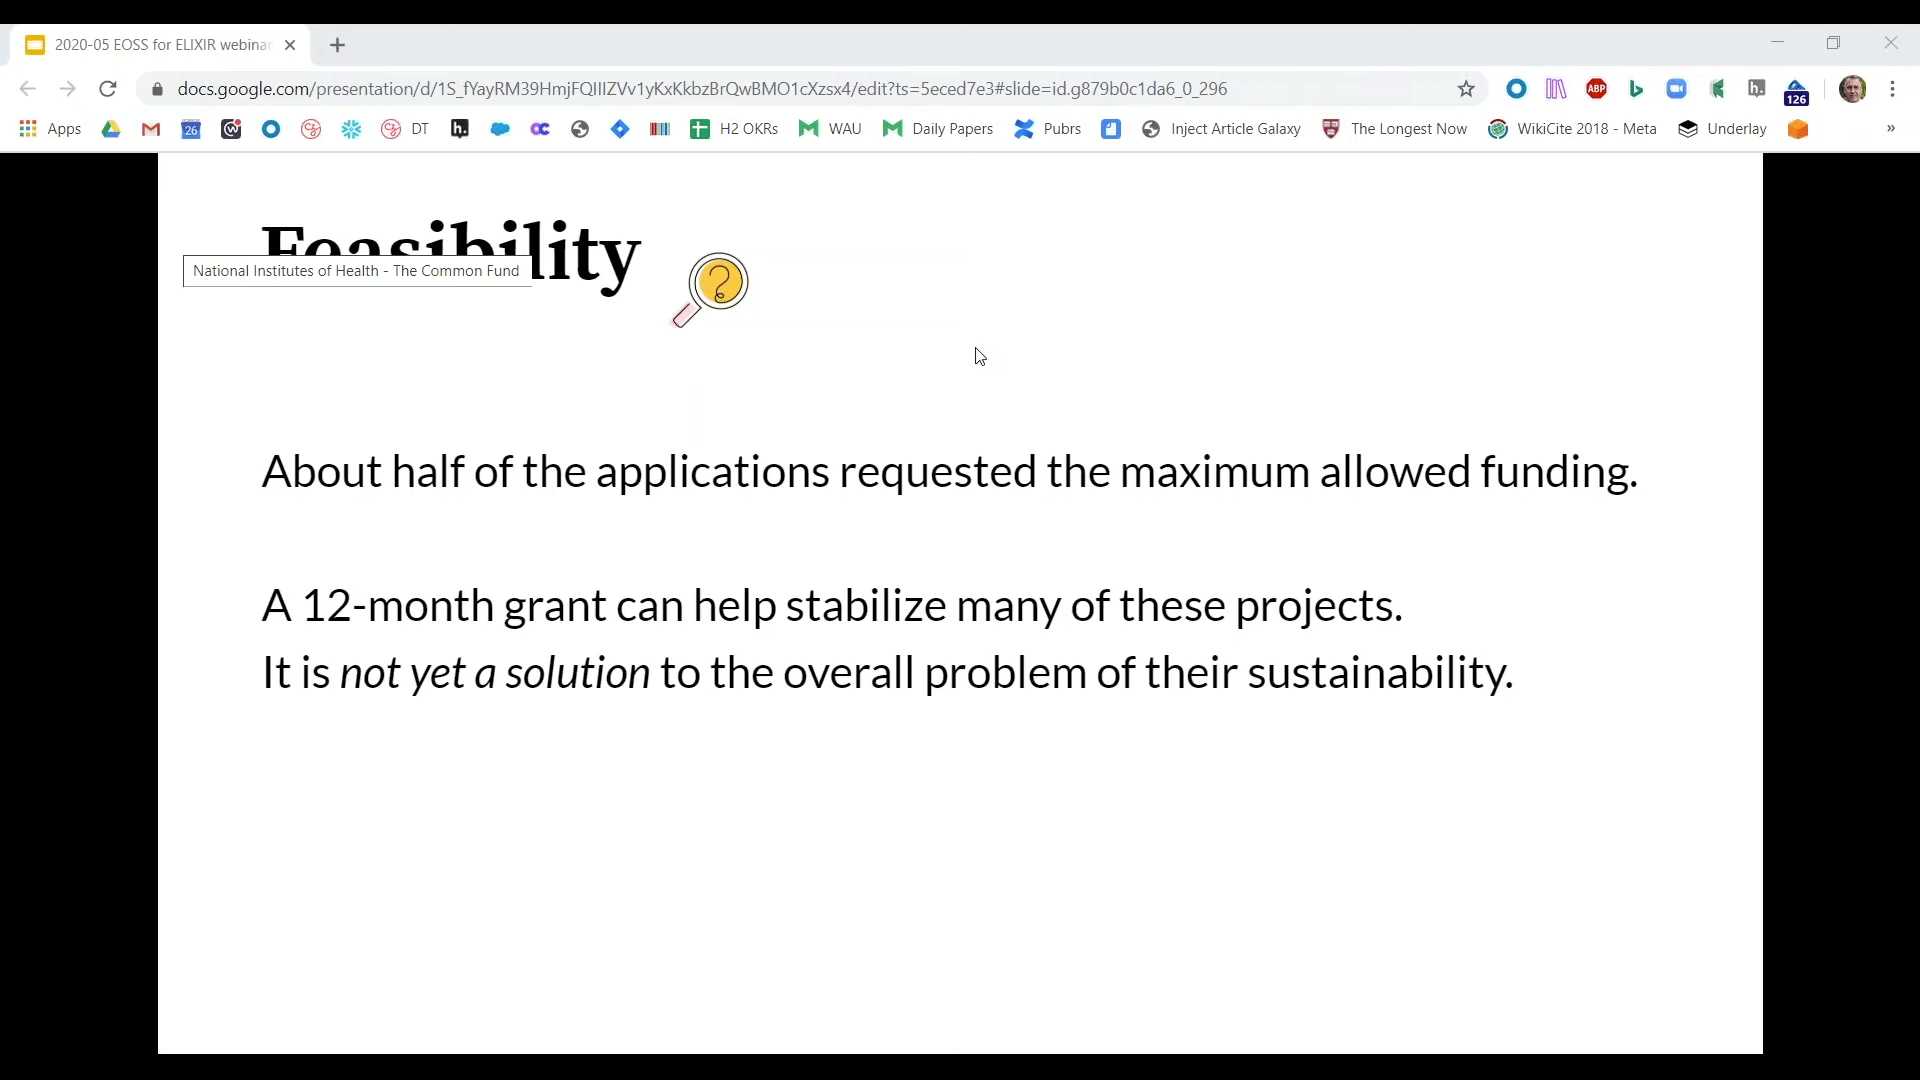 2020-05 EOSS for ELIXIR webinar
docs.google.com/presentation/d/1S_fYayRM39HmjFQIIIZVv1yKxKkbzBrQwBMO1cXzsx4/edit?ts=5eced7e3#slide=id.g879b0c1da6_0_296
ABP
h.
126
Apps
26
DT
h.
H2 OKRs
WAU
Daily Papers
Pubrs
Inject Article Galaxy
The Longest Now
WikiCite 2018 - Meta
Underlay
»
Feasibility
National Institutes of Health - The Common Fund
?
About half of the applications requested the maximum allowed funding.
A 12-month grant can help stabilize many of these projects.
It is not yet a solution to the overall problem of their sustainability.